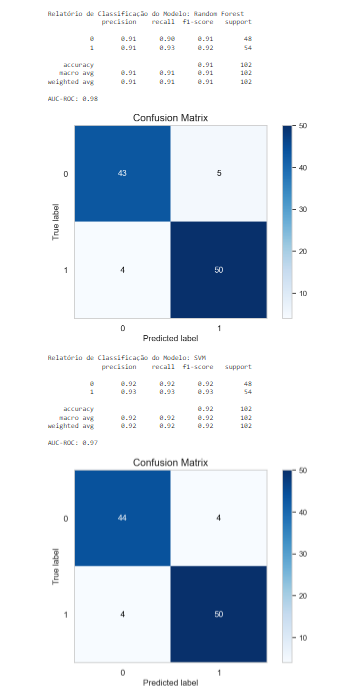 Relatório de Classificação do Modelo: Random Forest
precision recall f1-score support
0 0.91 0.90 0.91 48
1 0.91 0.93 0.92 54
accuracy 0.91 102
macro avg 0.91 0.91 0.91 102
weighted avg 0.91 0.91 0.91 102
AUC-ROC: 0.98
Confusion Matrix
50
0 43 5
40
30
True label
20
1 4 50
10
0 1
Predicted label
Relatório de Classificação do Modelo: SVM
precision recall f1-score support
0 0.92 0.92 0.92 48
1 0.93 0.93 0.93 54
accuracy 0.92 102
macro avg 0.92 0.92 0.92 102
weighted avg 0.92 0.92 0.92 102
AUC-ROC: 0.97
Confusion Matrix
50
0 44 4
40
30
True label
20
1 4 50
10
0 1
Predicted label